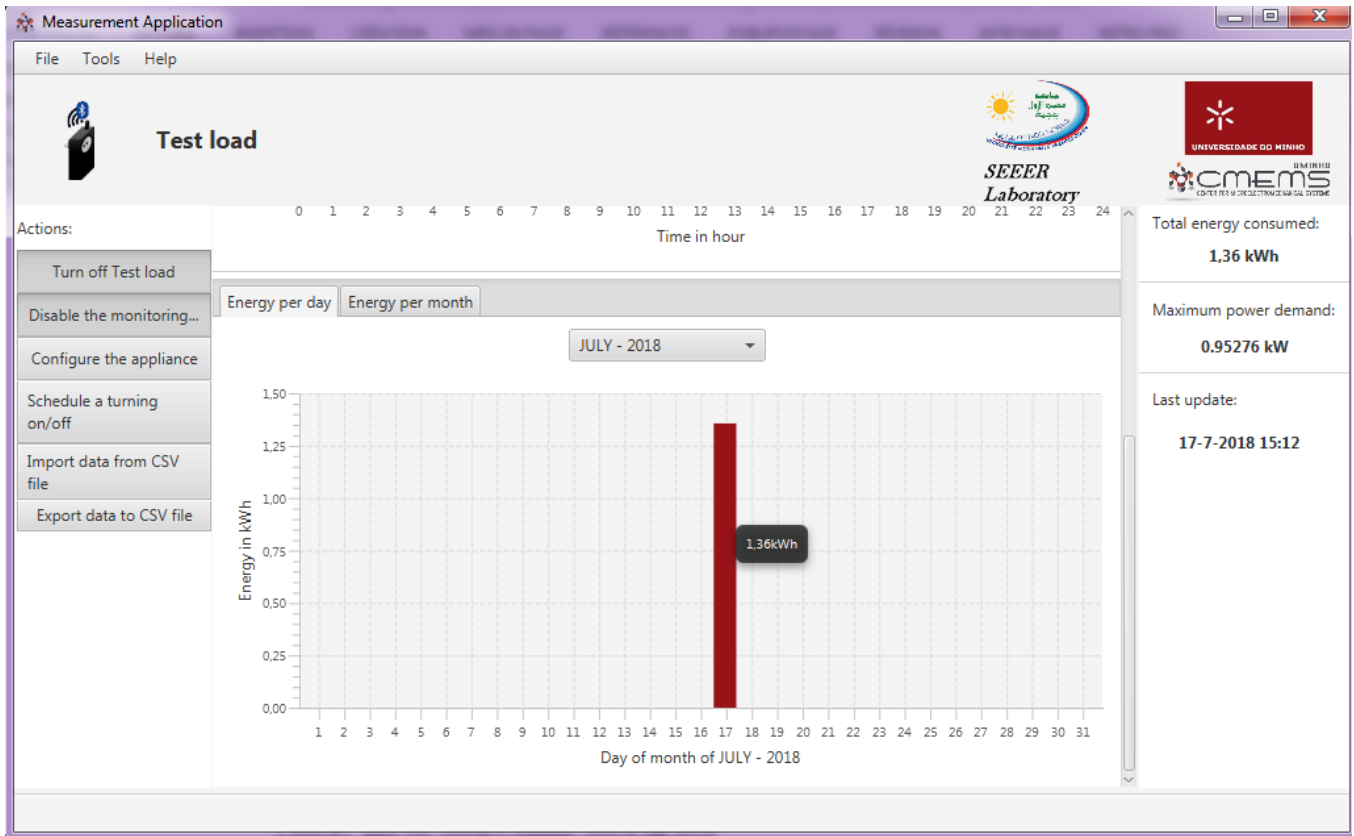 Measurement Application
File Tools Help
Test load
SEEER
Laboratory
UNIVERSIDADE DO MINHO
UMINHO
CMEMS
CENTER FOR MICROELECTROMECHANICAL SYSTEMS
Actions:
Turn off Test load
Disable the monitoring...
Configure the appliance
Schedule a turning
on/off
Import data from CSV
file
Export data to CSV file
0 1 2 3 4 5 6 7 8 9 10 11 12 13 14 15 16 17 18 19 20 21 22 23 24
Time in hour
Energy per day Energy per month
JULY - 2018
1,50
1,25
1,00
0,75
0,50
0,25
0,00
Energy in kWh
1,36kWh
1 2 3 4 5 6 7 8 9 10 11 12 13 14 15 16 17 18 19 20 21 22 23 24 25 26 27 28 29 30 31
Day of month of JULY - 2018
Total energy consumed:
1,36 kWh
Maximum power demand:
0.95276 kW
Last update:
17-7-2018 15:12